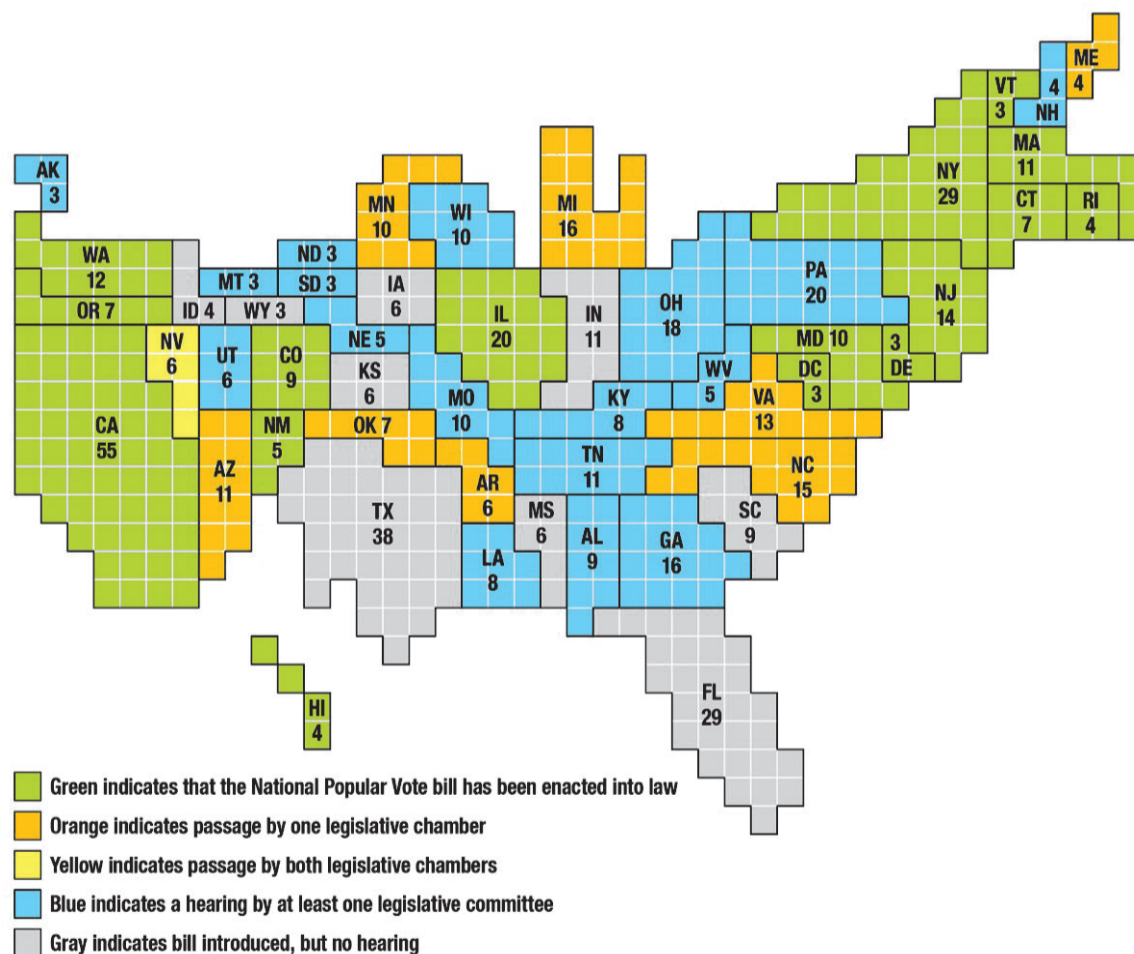 ME
4
VT
3
4
NH
MA
11
NY
29
CT
7
RI
4
AK
3
MN
10
WI
10
MI
16
WA
12
ND 3
MT 3
SD 3
IA
6
PA
20
OR 7
ID 4
WY 3
IL
20
IN
11
OH
18
NJ
14
NV
6
UT
6
CO
9
NE 5
KS
6
MD 10
3
DE
DC
3
WV
5
VA
13
MO
10
KY
8
CA
55
NM
5
OK 7
AZ
11
TN
11
NC
15
AR
6
TX
38
MS
6
AL
9
GA
16
SC
9
LA
8
FL
29
HI
4
Green indicates that the National Popular Vote bill has been enacted into law
Orange indicates passage by one legislative chamber
Yellow indicates passage by both legislative chambers
Blue indicates a hearing by at least one legislative committee
Gray indicates bill introduced, but no hearing